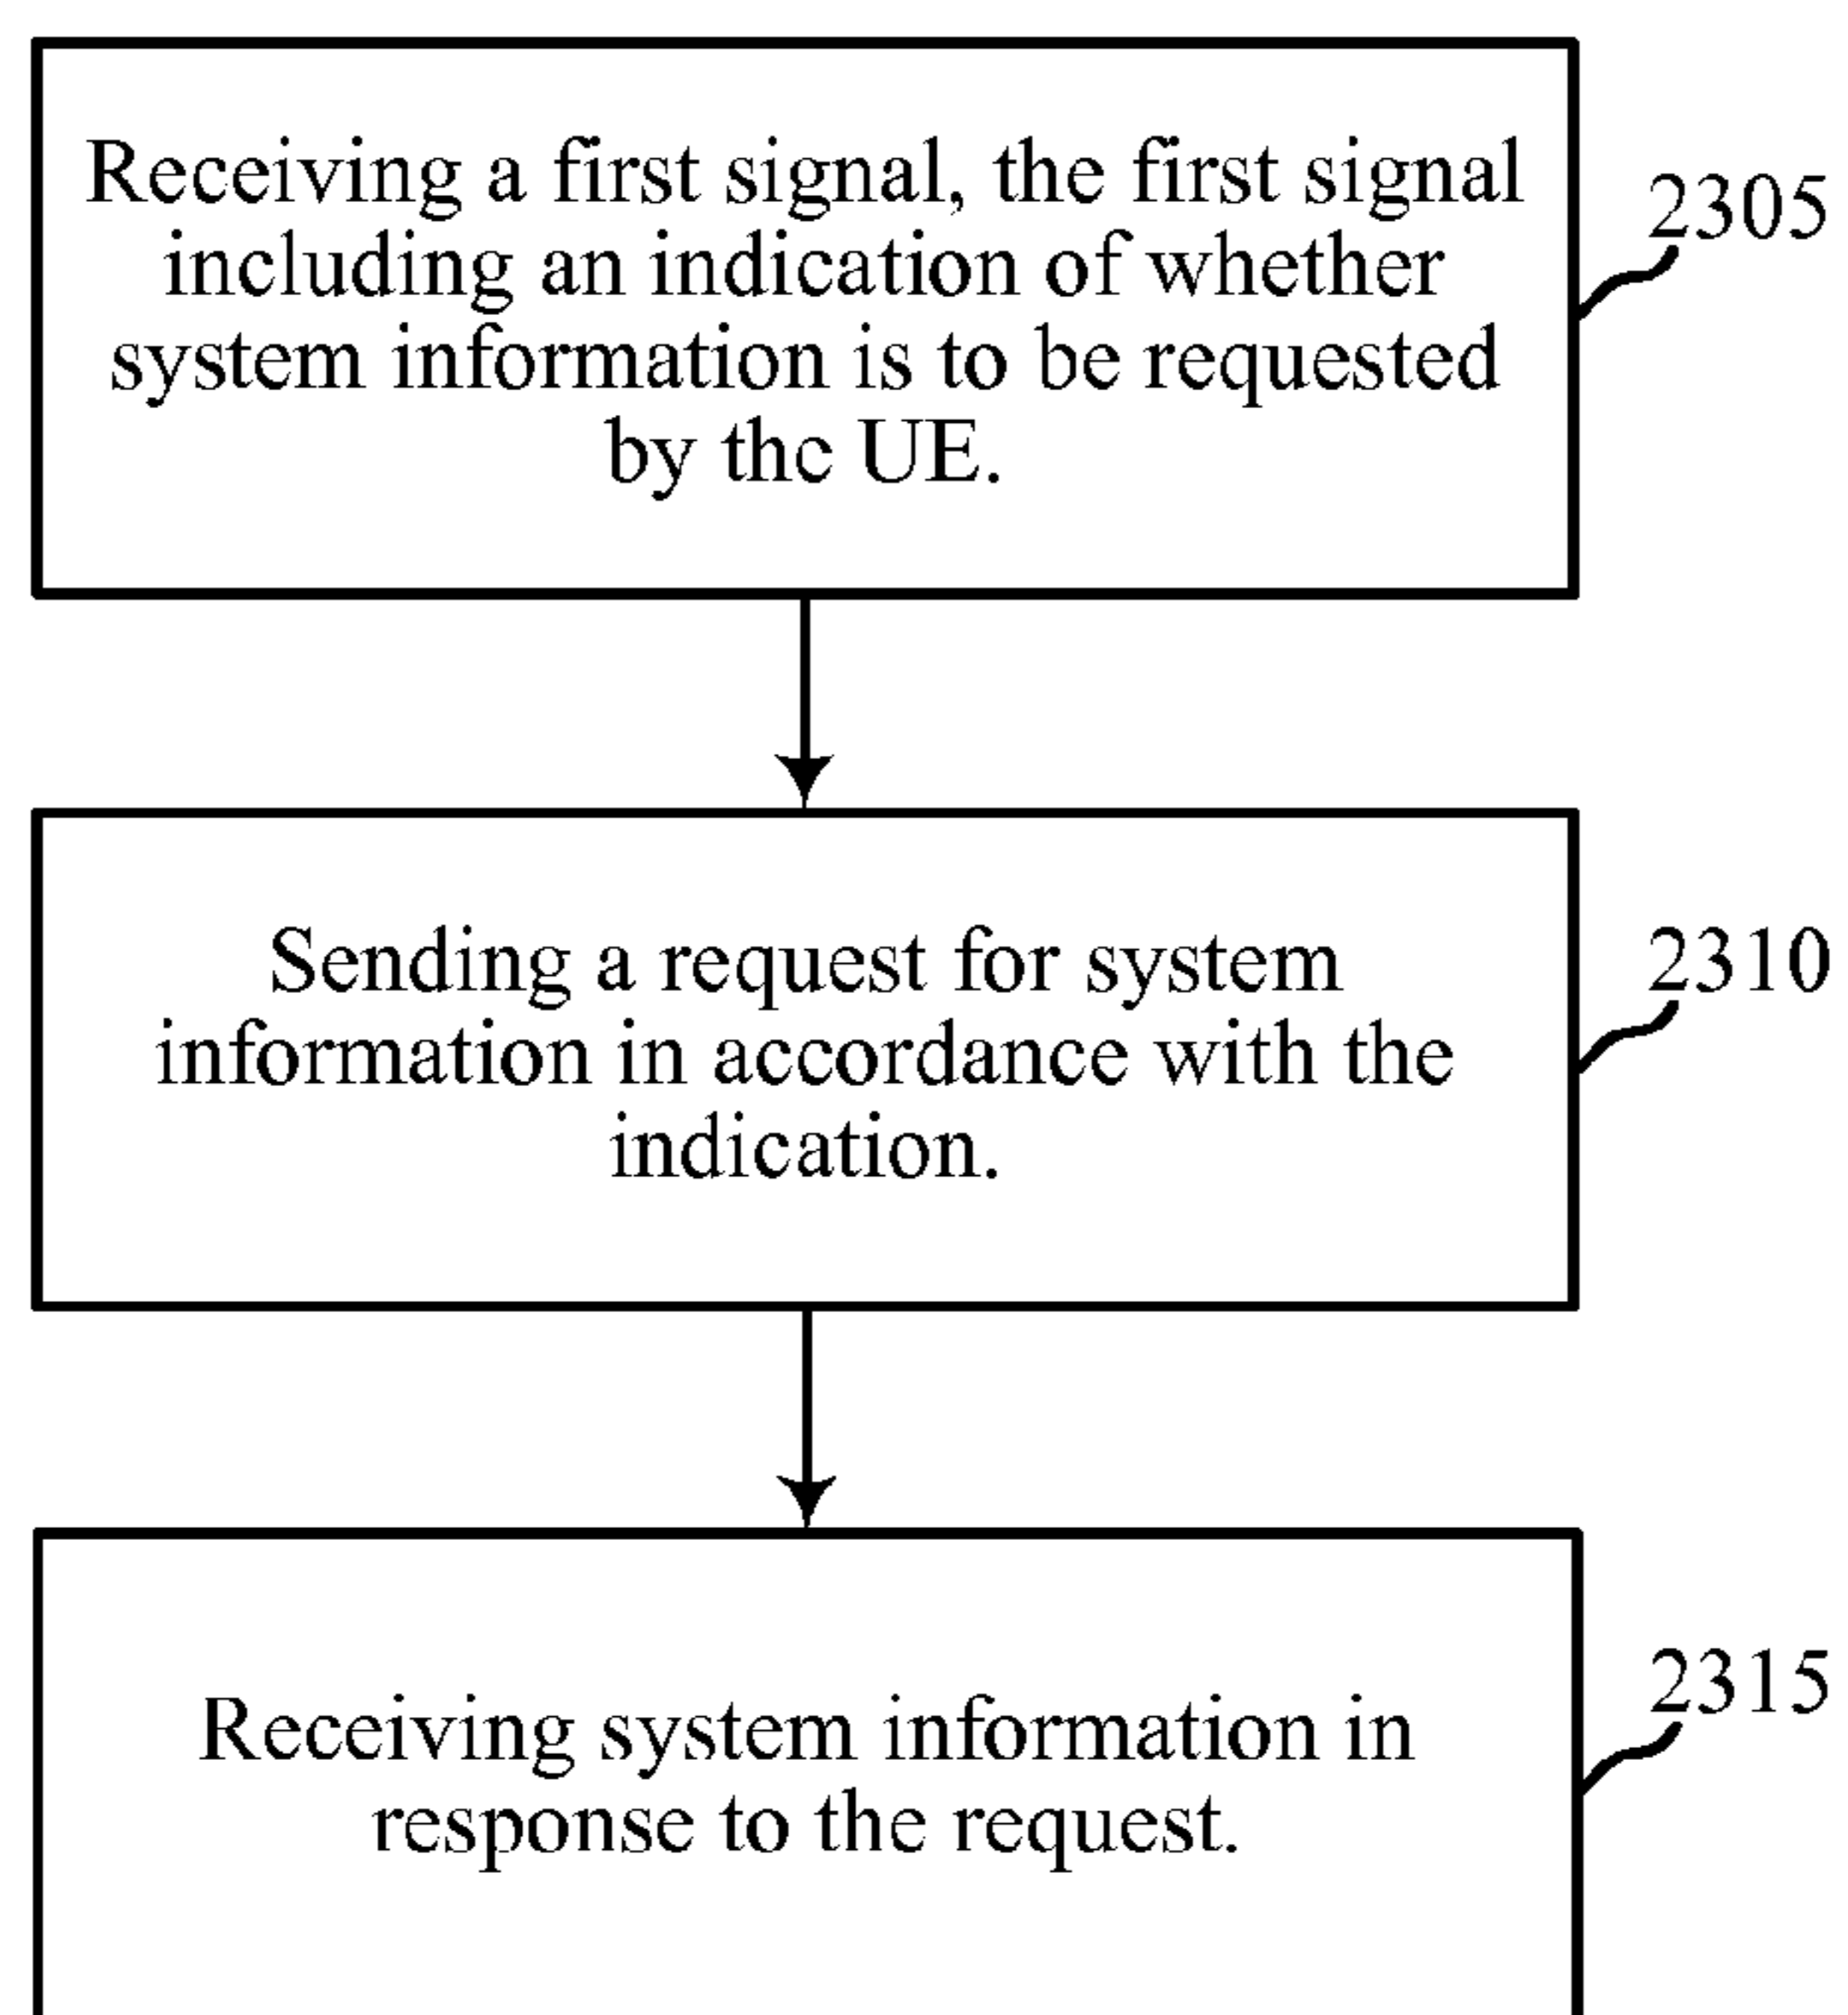 Receiving a first signal, the first signal
including an indication of whether
system information is to be requested
by the UE.
2305
Sending a request for system
information in accordance with the
indication.
2310
Receiving system information in
response to the request.
2315